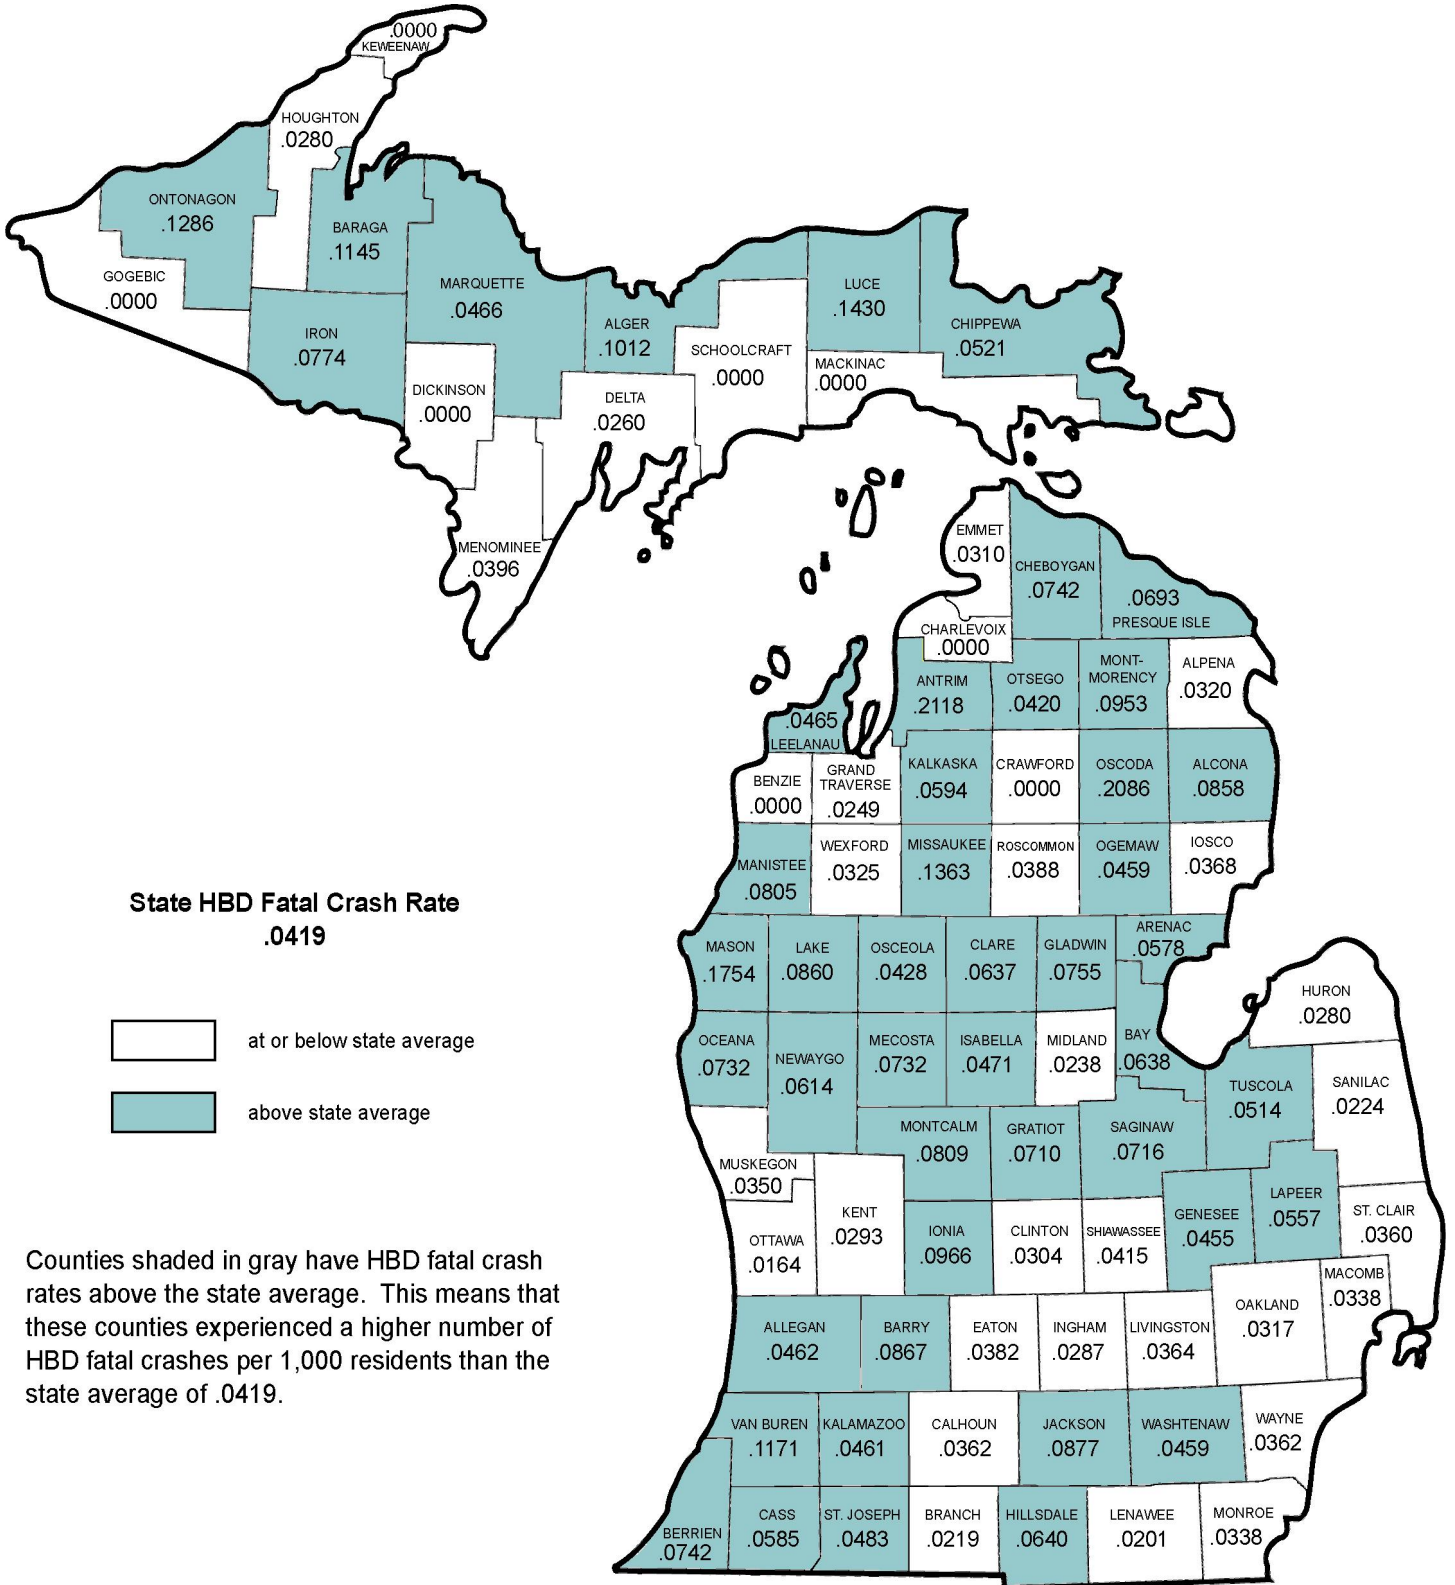 .0000
KEWEENAW
HOUGHTON
.0280
ONTONAGON
.1286
BARAGA
.1145
GOGEBIC
.0000
MARQUETTE
.0466
IRON
.0774
ALGER
.1012
LUCE
.1430
CHIPPEWA
.0521
SCHOOLCRAFT
.0000
MACKINAC
.0000
DICKINSON
.0000
DELTA
.0260
MENOMINEE
.0396
EMMET
.0310
CHEBOYGAN
.0742
.0693
PRESQUE ISLE
CHARLEVOIX
.0000
ANTRIM
.2118
OTSEGO
.0420
MONT-
MORENCY
.0953
ALPENA
.0320
.0465
LEELANAU
BENZIE
.0000
GRAND
TRAVERSE
.0249
KALKASKA
.0594
CRAWFORD
.0000
OSCODA
.2086
ALCONA
.0858
MANISTEE
.0805
WEXFORD
.0325
MISSAUKEE
.1363
ROSCOMMON
.0388
OGEMAW
.0459
IOSCO
.0368
State HBD Fatal Crash Rate
.0419
at or below state average
above state average
Counties shaded in gray have HBD fatal crash
rates above the state average. This means that
these counties experienced a higher number of
HBD fatal crashes per 1,000 residents than the
state average of .0419.
MASON
.1754
LAKE
.0860
OSCEOLA
.0428
CLARE
.0637
GLADWIN
.0755
ARENAC
.0578
HURON
.0280
OCEANA
.0732
NEWAYGO
.0614
MECOSTA
.0732
ISABELLA
.0471
MIDLAND
.0238
BAY
.0638
TUSCOLA
.0514
SANILAC
.0224
MONTCALM
.0809
GRATIOT
.0710
SAGINAW
.0716
MUSKEGON
.0350
OTTAWA
.0164
KENT
.0293
IONIA
.0966
CLINTON
.0304
SHIAWASSEE
.0415
GENESEE
.0455
LAPEER
.0557
ST. CLAIR
.0360
MACOMB
.0338
OAKLAND
.0317
ALLEGAN
.0462
BARRY
.0867
EATON
.0382
INGHAM
.0287
LIVINGSTON
.0364
VAN BUREN
.1171
KALAMAZOO
.0461
CALHOUN
.0362
JACKSON
.0877
WASHTENAW
.0459
WAYNE
.0362
BERRIEN
.0742
CASS
.0585
ST. JOSEPH
.0483
BRANCH
.0219
HILLSDALE
.0640
LENAWEE
.0201
MONROE
.0338